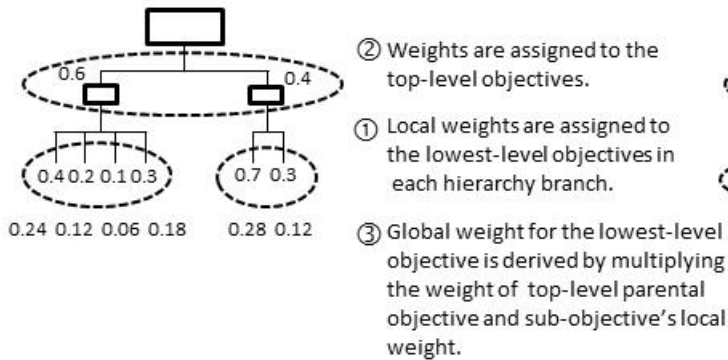 0.6
0.4
② Weights are assigned to the
top-level objectives.
① Local weights are assigned to
the lowest-level objectives in
each hierarchy branch.
0.4 0.2 0.1 0.3
0.7 0.3
0.24 0.12 0.06 0.18
0.28 0.12
③ Global weight for the lowest-level
objective is derived by multiplying
the weight of top-level parental
objective and sub-objective's local
weight.